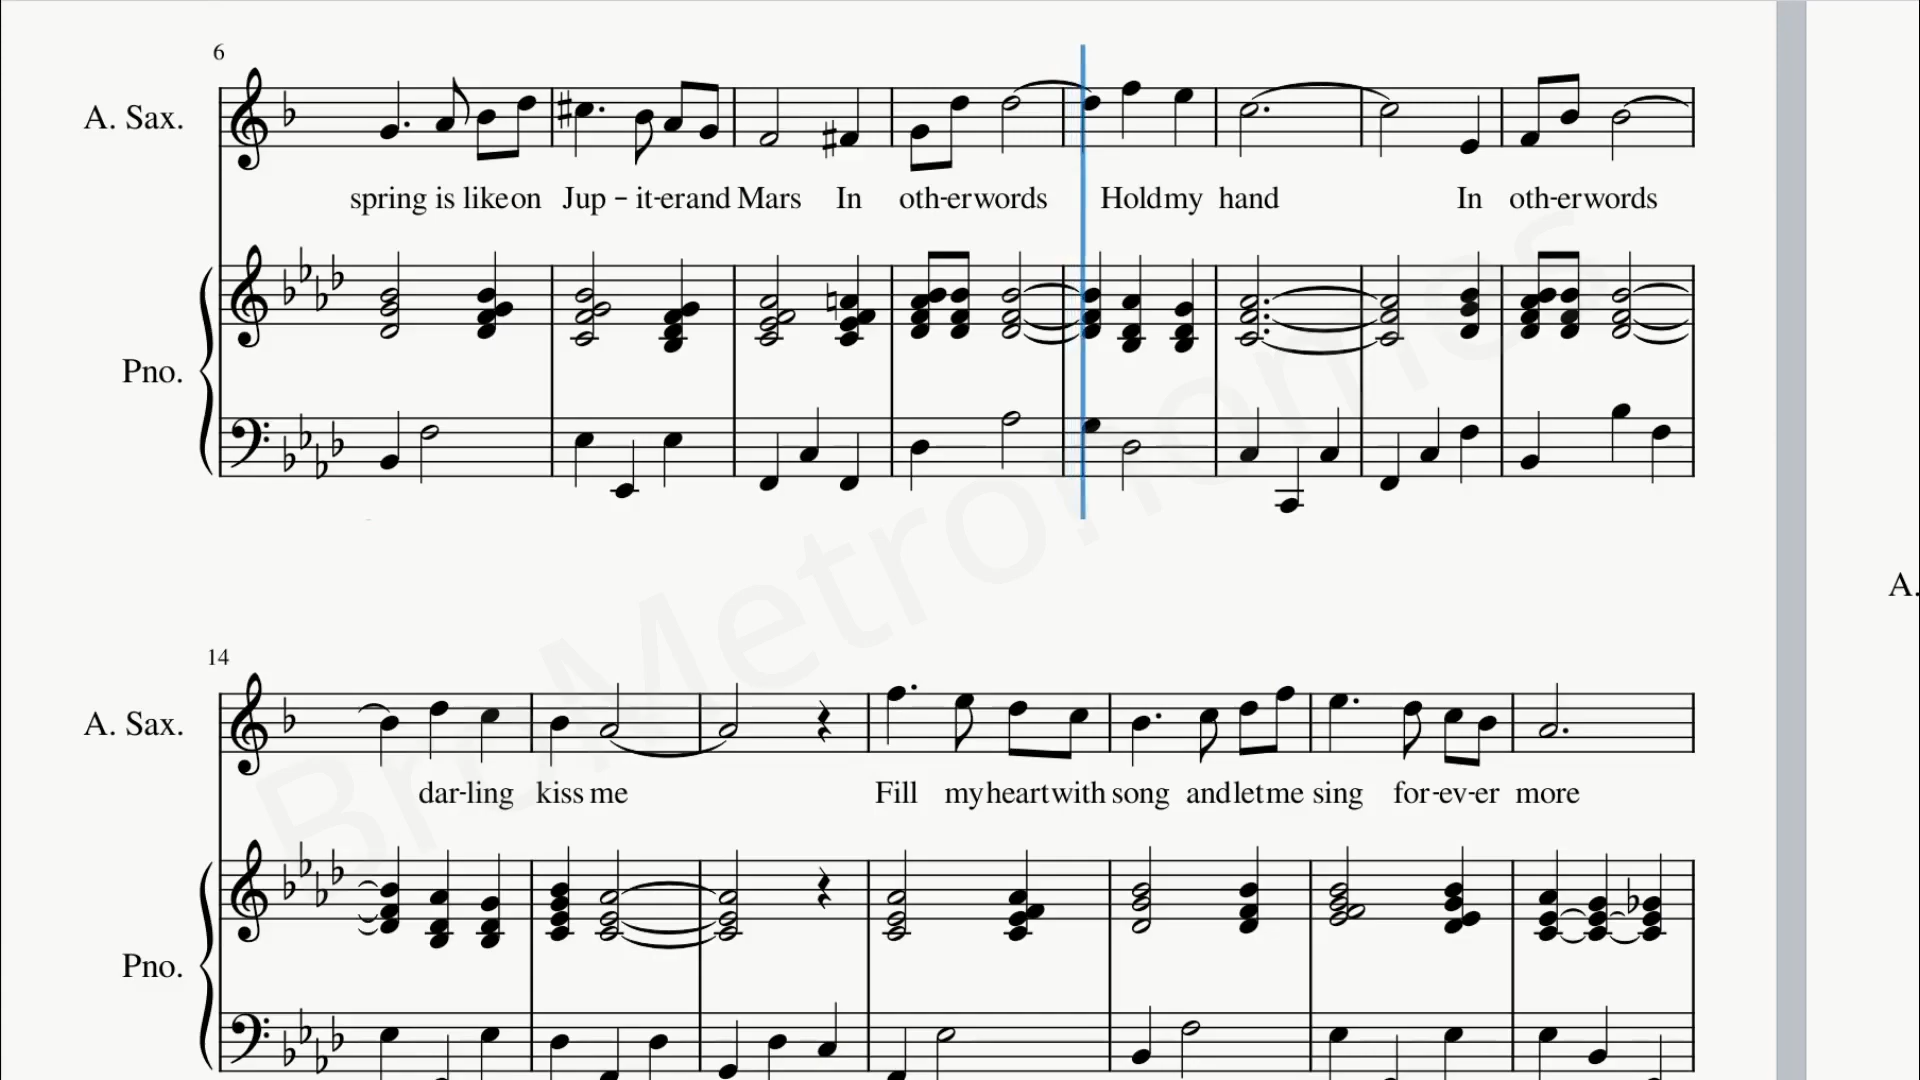 6
A. Sax.
spring is like on Jup - it-er and Mars In oth-er words Hold my hand In oth-er words
Pno.
BroMetronomos
A.
14
A. Sax.
dar-ling kiss me Fill my heart with song and let me sing for-ev-er more
Pno.